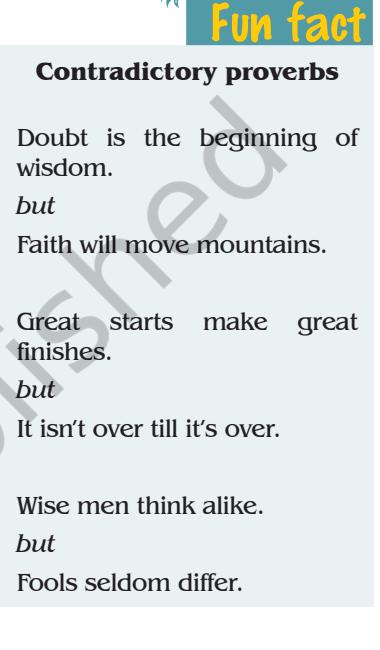 Fun fact
Contradictory proverbs
Doubt is the beginning of
wisdom.
but
Faith will move mountains.
Great starts make great
finishes.
but
It isn't over till it's over.
Wise men think alike.
but
Fools seldom differ.
lished